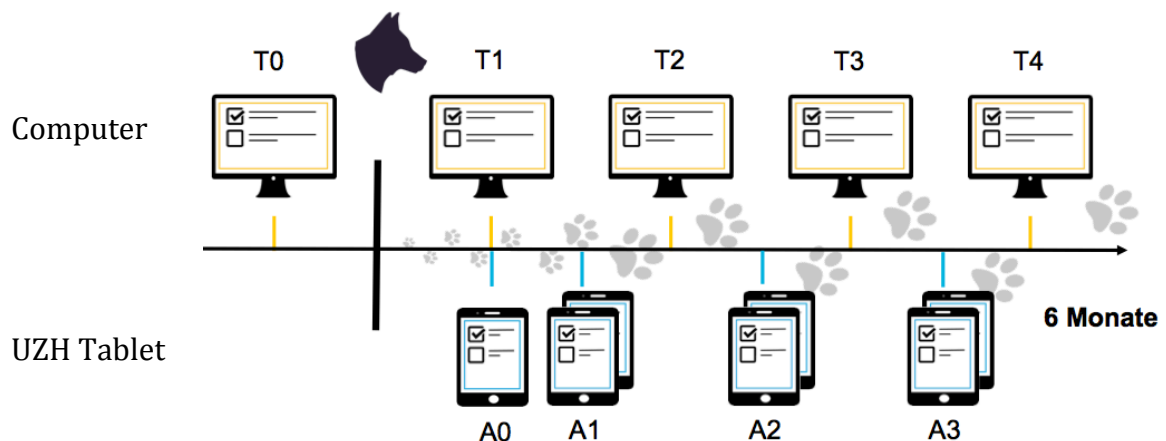 T0
T1
T2
T3
T4
Computer
6 Monate
UZH Tablet
A0
A1
A2
A3